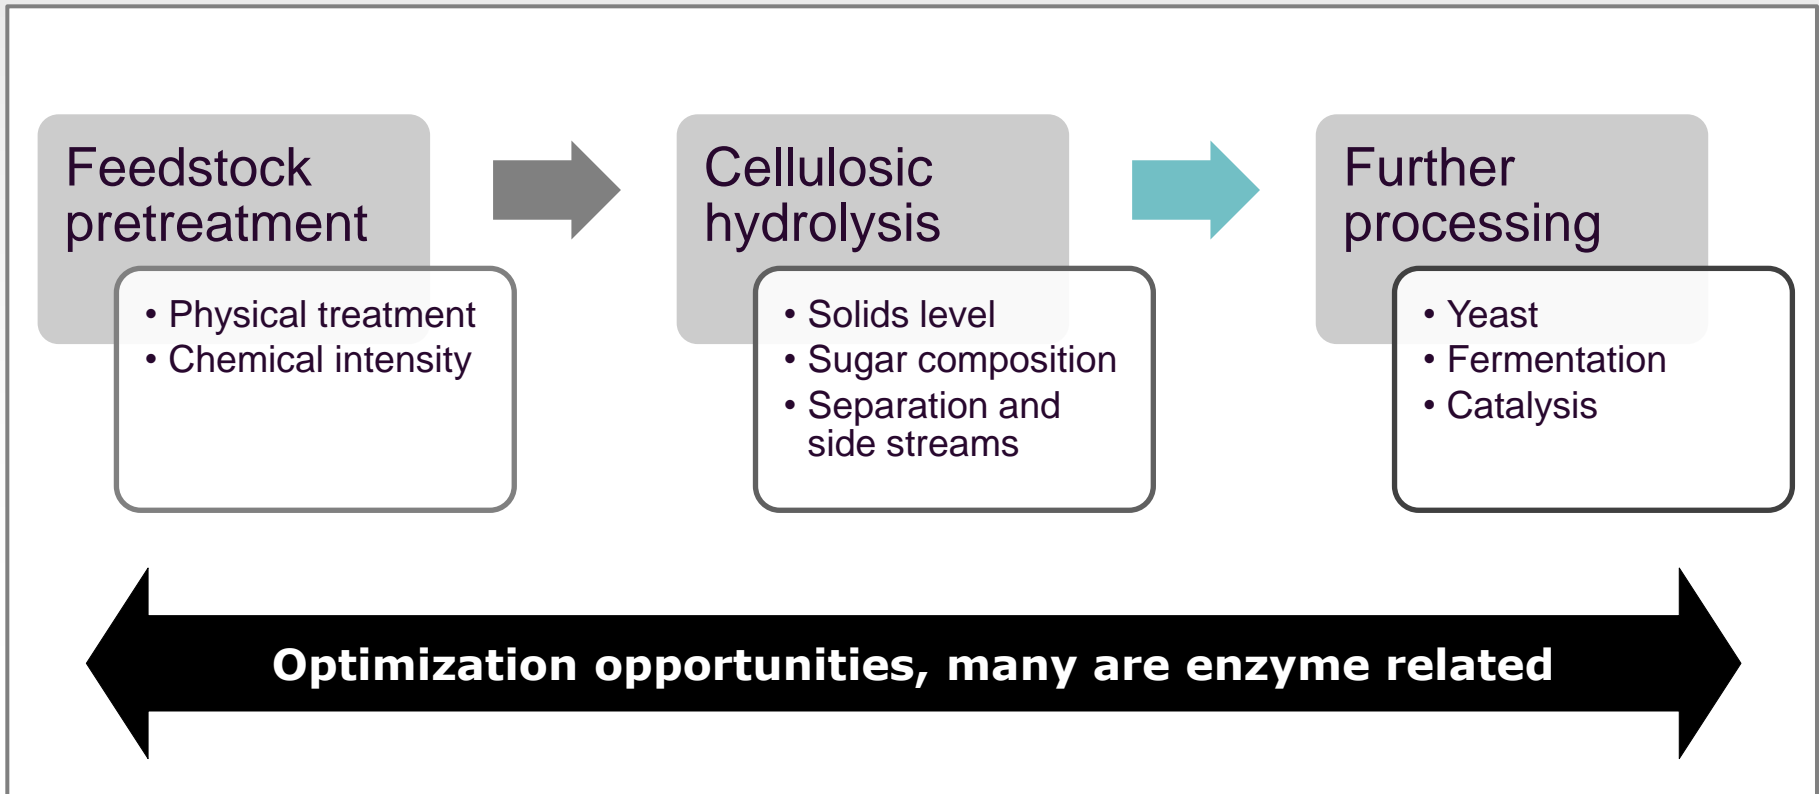 Feedstock
pretreatment
• Physical treatment
• Chemical intensity
Cellulosic
hydrolysis
• Solids level
• Sugar composition
• Separation and
side streams
Further
processing
• Yeast
• Fermentation
• Catalysis
Optimization opportunities, many are enzyme related